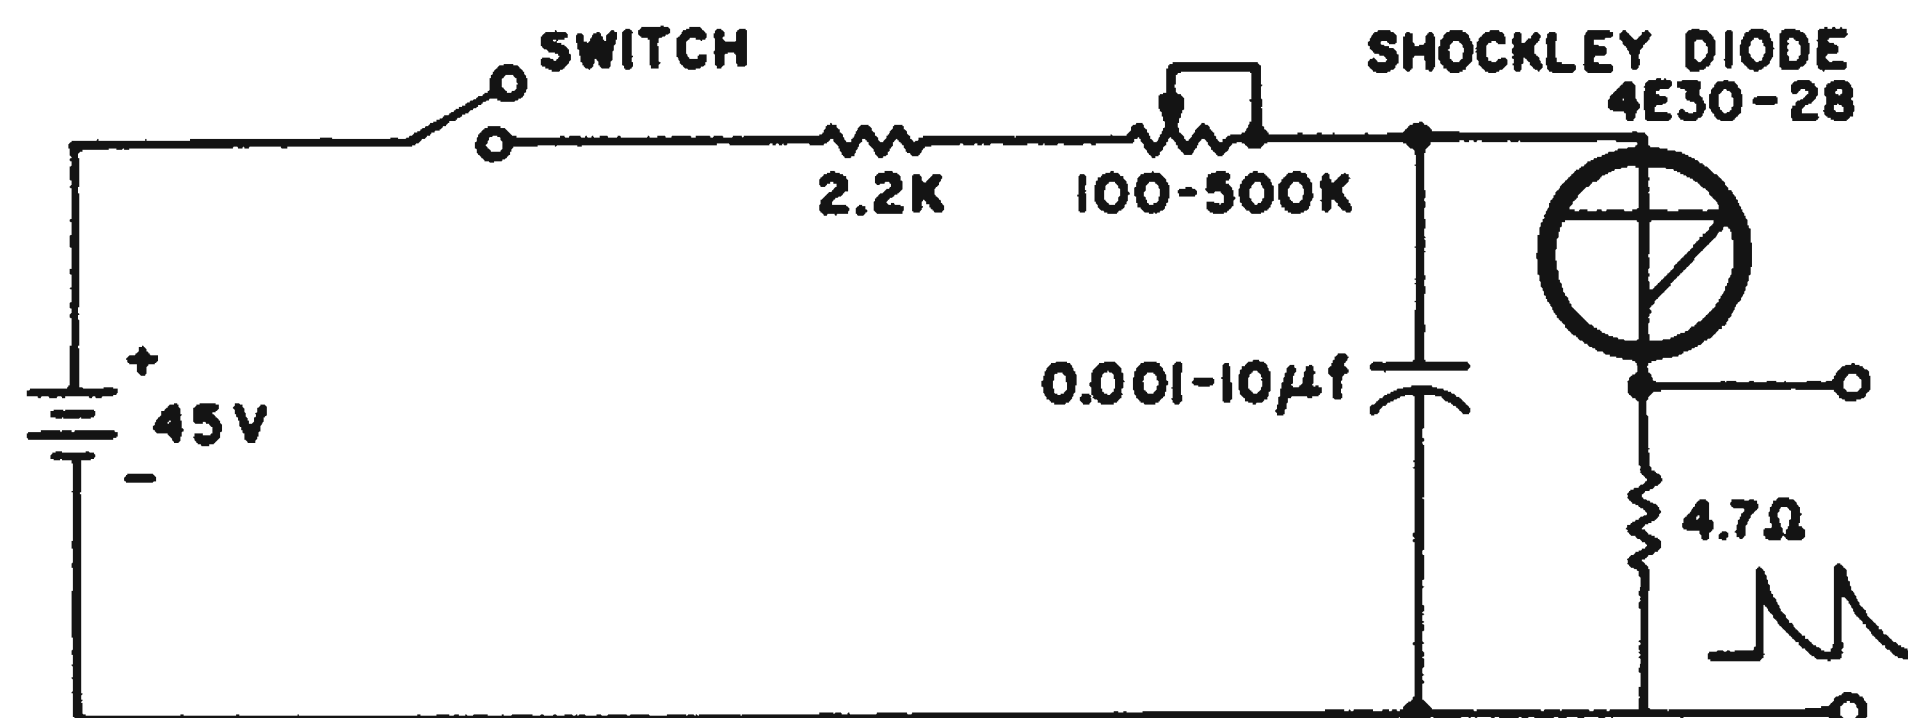 SWITCH
SHOCKLEY DIODE
4E30-28
2.2K
100-500K
0.001-10μf
+
45V
-
4.7Ω